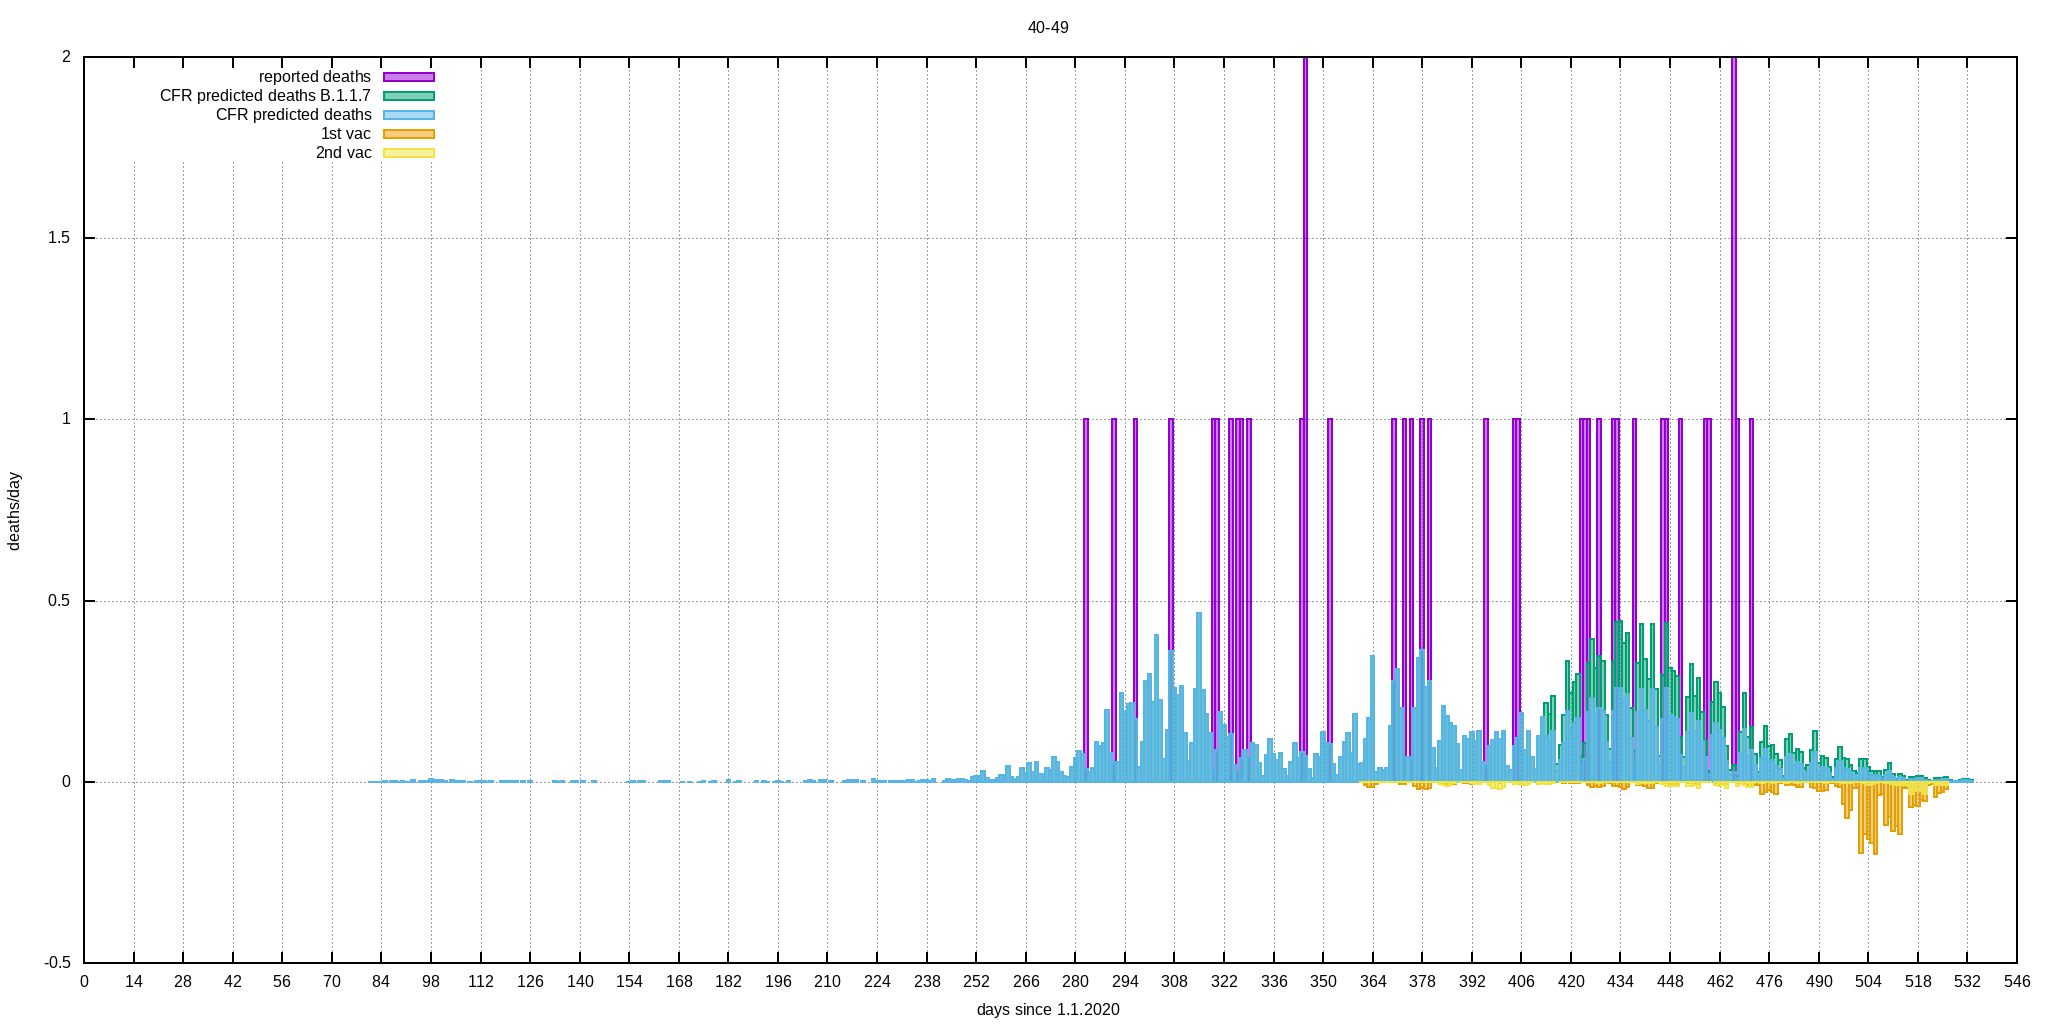 40-49
reported deaths
CFR predicted deaths B.1.1.7
CFR predicted deaths
1st vac
2nd vac
2
1.5
1
0.5
0
-0.5
deaths/day
0 14 28 42 56 70 84 98 112 126 140 154 168 182 196 210 224 238 252 266 280 294 308 322 336 350 364 378 392 406 420 434 448 462 476 490 504 518 532 546
days since 1.1.2020